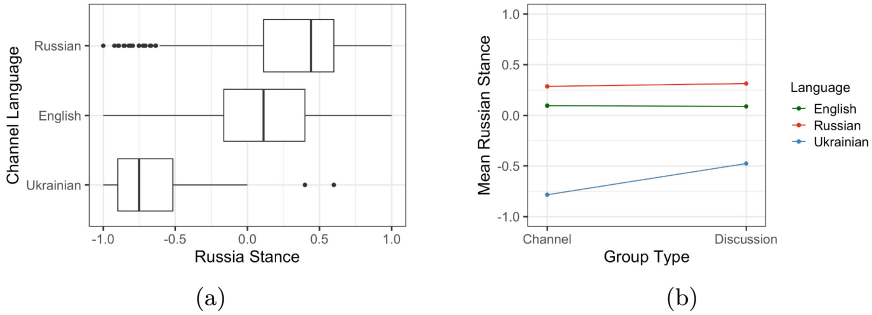 Channel Language
Russian
English
Ukrainian
-1.0 -0.5 0.0 0.5 1.0
Russia Stance
(a)
Mean Russian Stance
1.0
0.5
0.0
-0.5
-1.0
Channel Discussion
Group Type
Language
English
Russian
Ukrainian
(b)